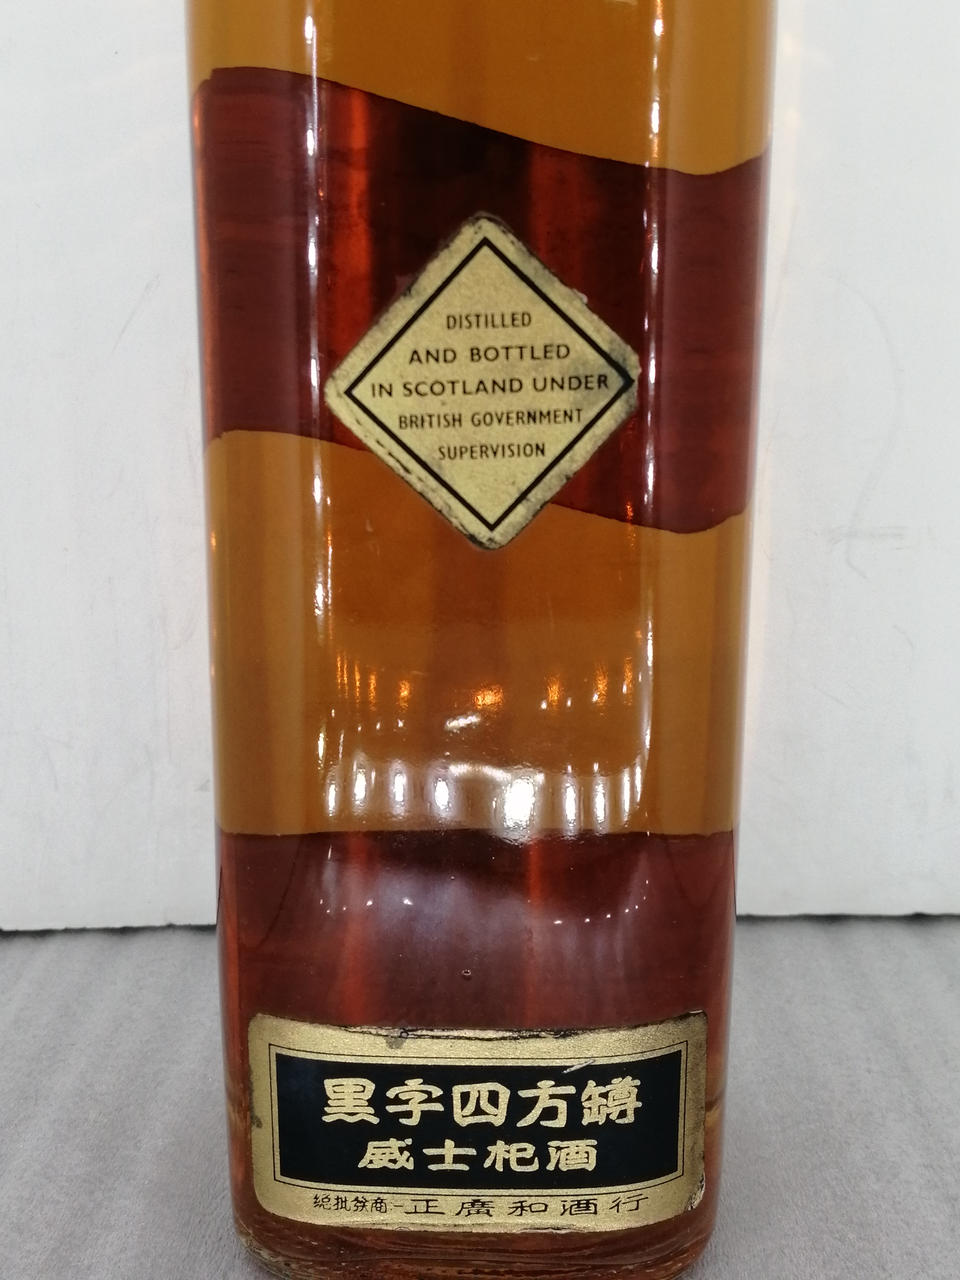 DISTILLED
AND BOTTLED
IN SCOTLAND UNDER
BRITISH GOVERNMENT
SUPERVISION
黑字四方罇
威士杷酒
總批發商-正廣和酒行